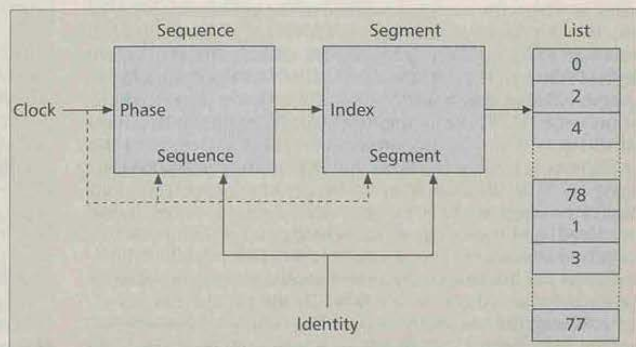 Sequence
Segment
List
Clock
Phase
Index
Sequence
Segment
Identity
0
2
4
78
1
3
77